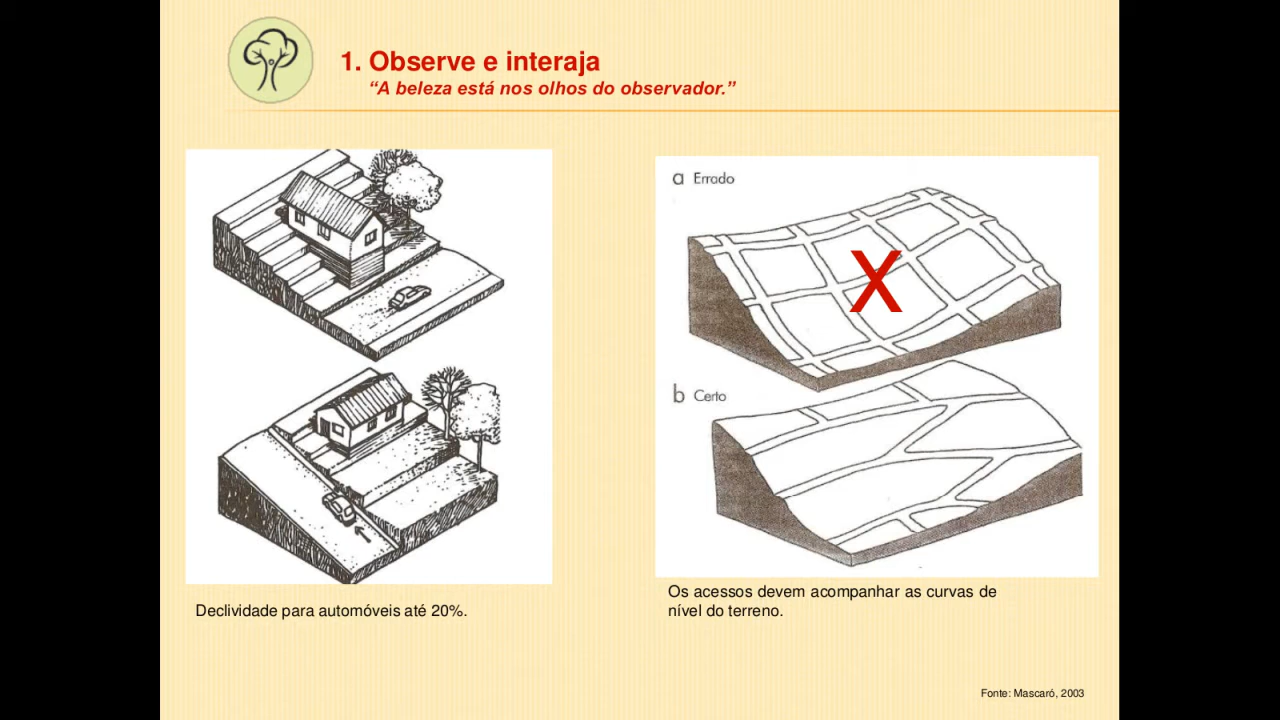 1. Observe e interaja
“A beleza está nos olhos do observador.”
a Errado
X
b Certo
Declividade para automóveis até 20%.
Os acessos devem acompanhar as curvas de
nível do terreno.
Fonte: Mascaró, 2003